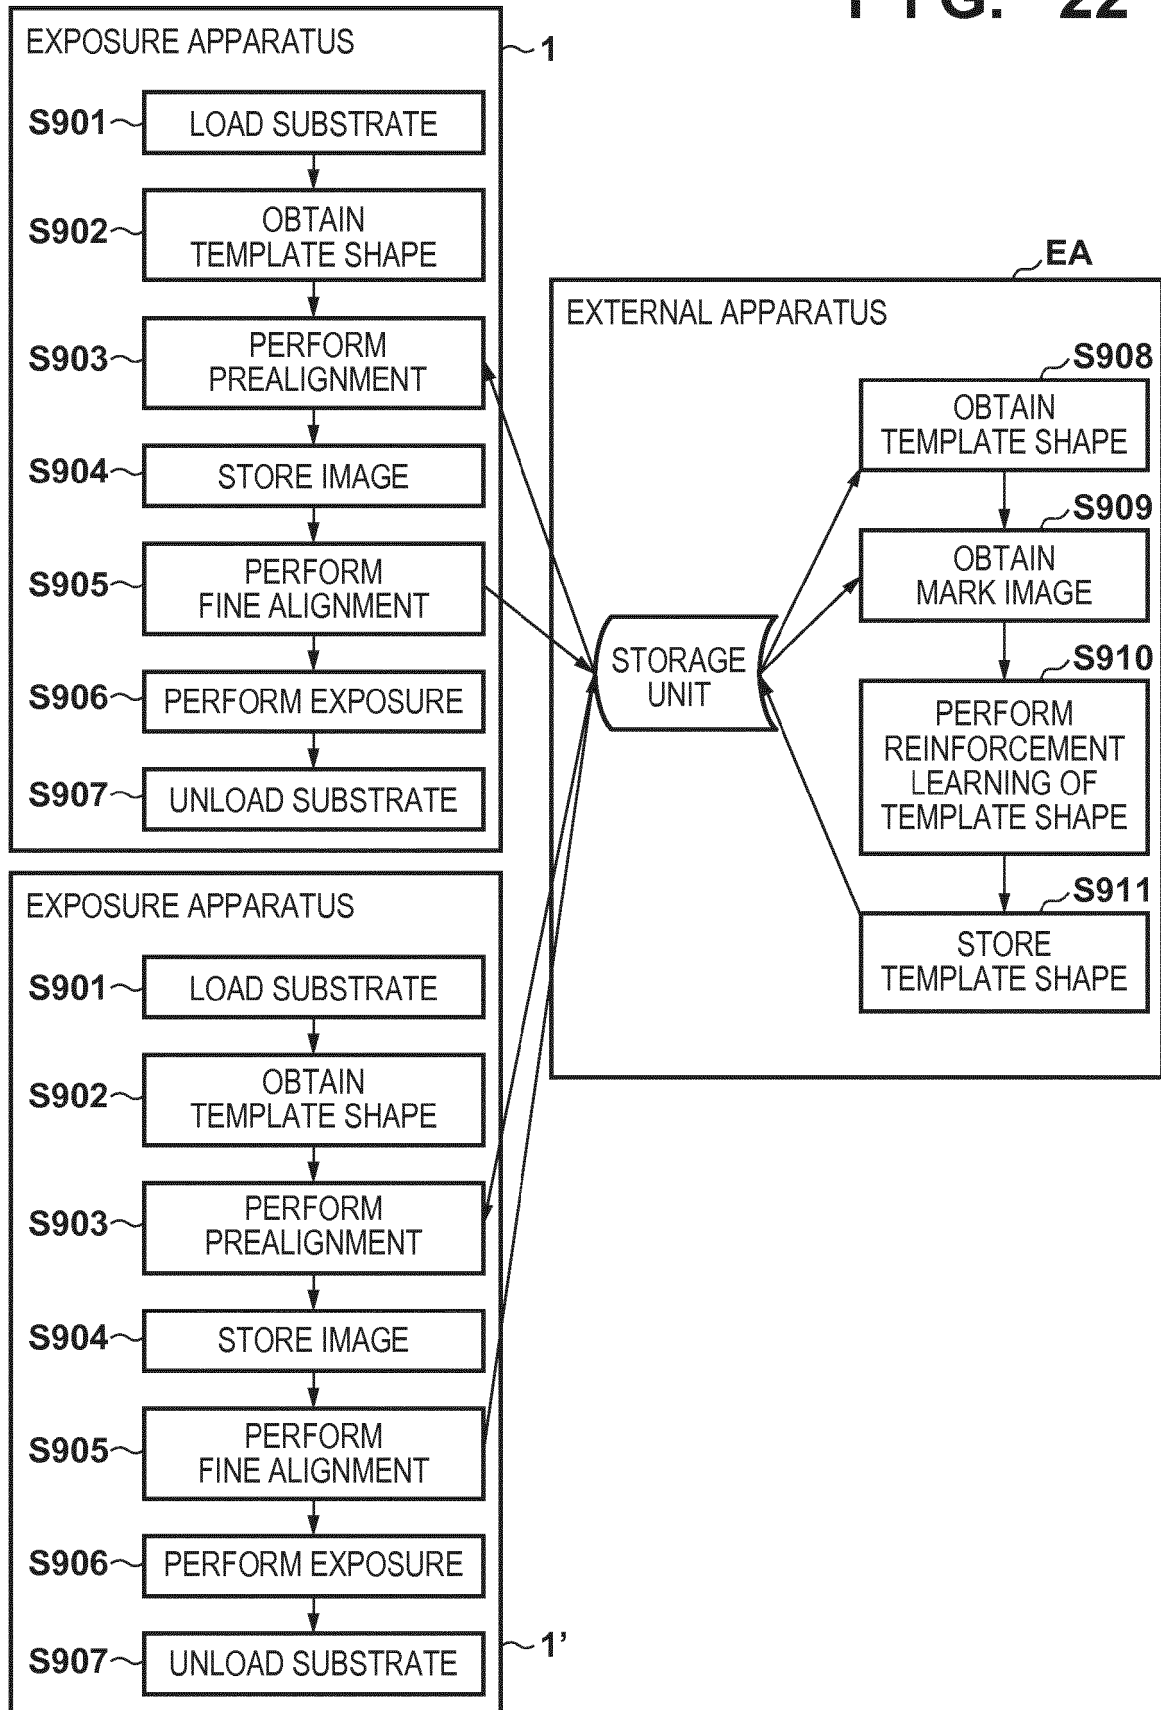 FIG. 22
EXPOSURE APPARATUS
1
S901
LOAD SUBSTRATE
S902
OBTAIN
TEMPLATE SHAPE
S903
PERFORM
PREALIGNMENT
S904
STORE IMAGE
S905
PERFORM
FINE ALIGNMENT
S906
PERFORM EXPOSURE
S907
UNLOAD SUBSTRATE
EXPOSURE APPARATUS
S901
LOAD SUBSTRATE
S902
OBTAIN
TEMPLATE SHAPE
S903
PERFORM
PREALIGNMENT
S904
STORE IMAGE
S905
PERFORM
FINE ALIGNMENT
S906
PERFORM EXPOSURE
S907
UNLOAD SUBSTRATE
1'
EA
EXTERNAL APPARATUS
STORAGE
UNIT
S908
OBTAIN
TEMPLATE SHAPE
S909
OBTAIN
MARK IMAGE
S910
PERFORM
REINFORCEMENT
LEARNING OF
TEMPLATE SHAPE
S911
STORE
TEMPLATE SHAPE